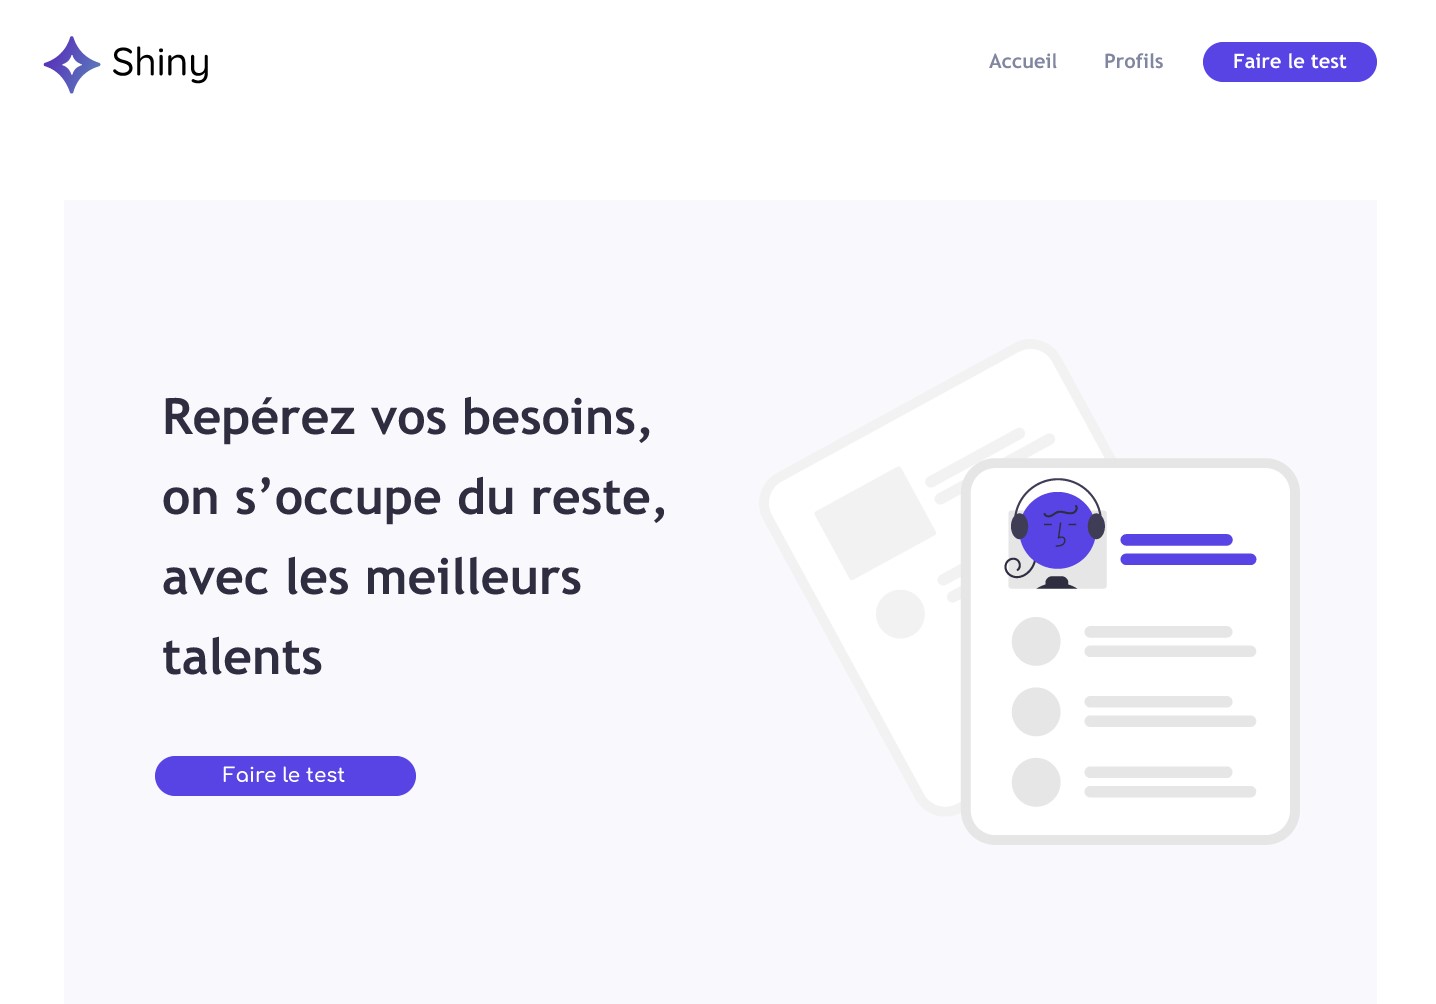 Shiny
Accueil
Profils
Faire le test
Repérez vos besoins,
on s’occupe du reste,
avec les meilleurs
talents
Faire le test